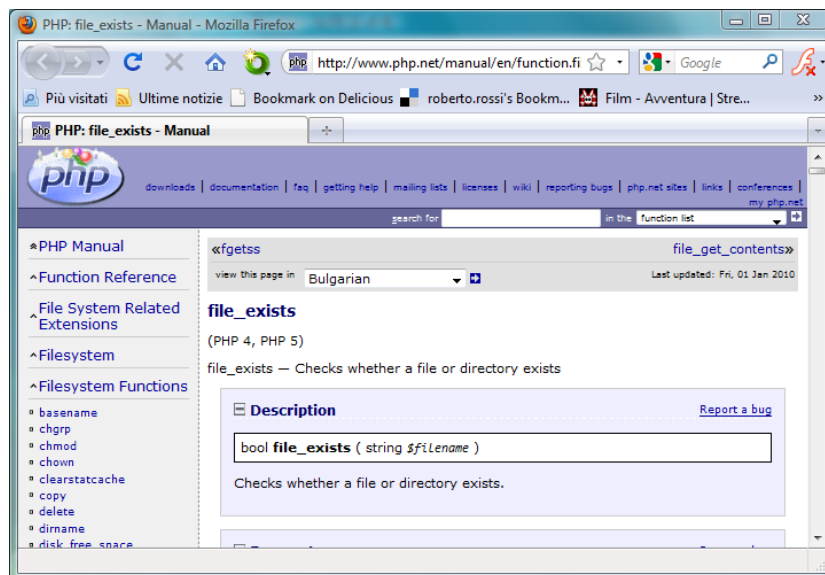 PHP: file_exists - Manual - Mozilla Firefox
php http://www.php.net/manual/en/function.fi Google
Più visitati Ultime notizie Bookmark on Delicious roberto.rossi's Bookm... Film - Avventura | Stre... »
php PHP: file_exists - Manual
php
downloads | documentation | faq | getting help | mailing lists | licenses | wiki | reporting bugs | php.net sites | links | conferences |
my php.net
search for in the function list
PHP Manual
Function Reference
File System Related
Extensions
Filesystem
Filesystem Functions
basename
chgrp
chmod
chown
clearstatcache
copy
delete
dirname
disk_free_space
«fgetss file_get_contents»
view this page in Bulgarian Last updated: Fri, 01 Jan 2010
file_exists
(PHP 4, PHP 5)
file_exists — Checks whether a file or directory exists
Description Report a bug
bool file_exists ( string $filename )
Checks whether a file or directory exists.